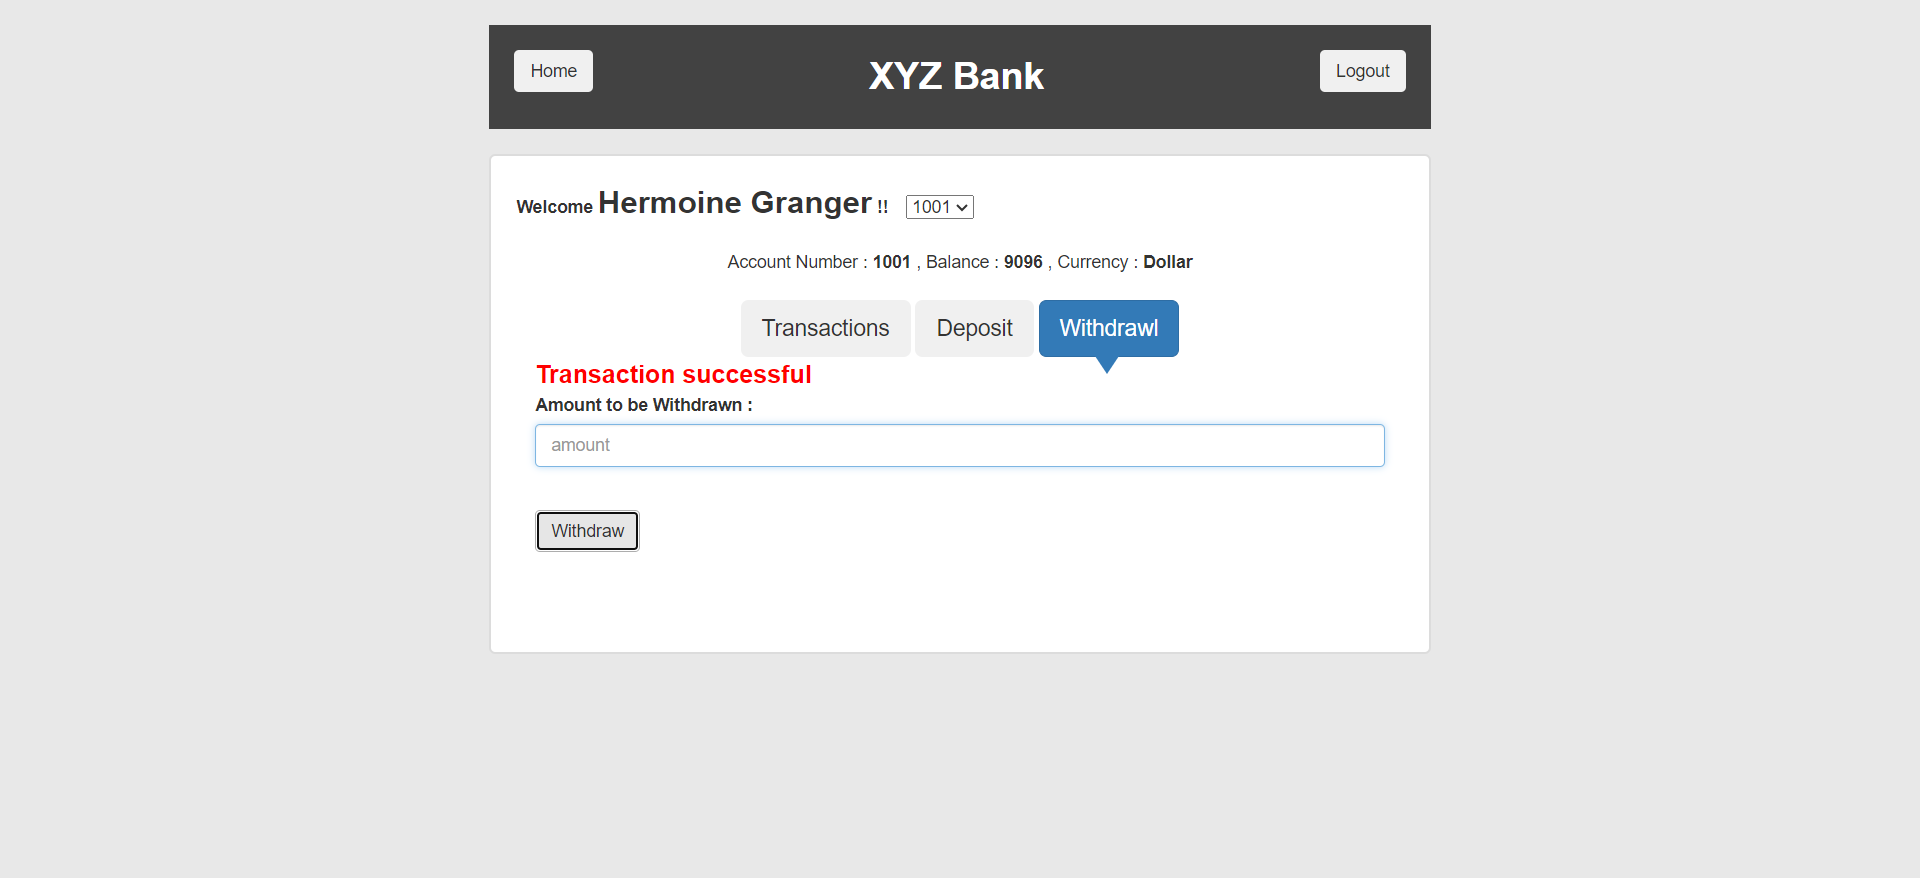 Home XYZ Bank Logout
Welcome Hermoine Granger !! 1001
Account Number : 1001 , Balance : 9096 , Currency : Dollar
Transactions Deposit Withdrawl
Transaction successful
Amount to be Withdrawn :
amount
Withdraw